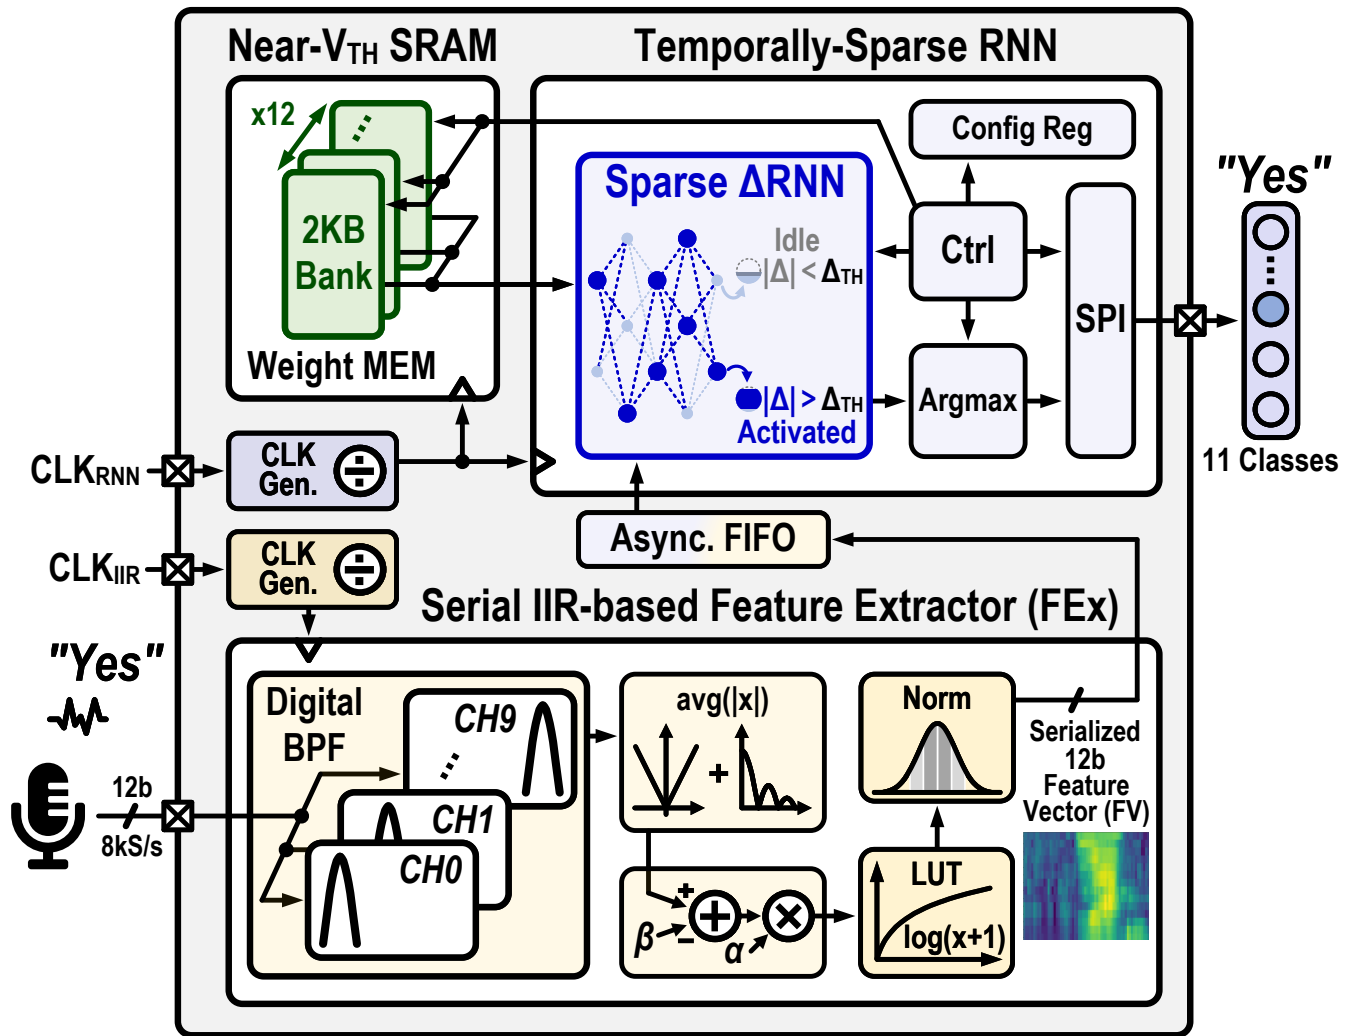 Near-VTH SRAM
Temporally-Sparse RNN
x12
2KB
Bank
Weight MEM
Sparse ΔRNN
Idle
|Δ| < ΔTH
|Δ| > ΔTH
Activated
Config Reg
Ctrl
Argmax
SPI
"Yes"
11 Classes
CLKRNN
CLK
Gen.
CLKIIR
CLK
Gen.
Async. FIFO
Serial IIR-based Feature Extractor (FEx)
"Yes"
12b
8kS/s
Digital
BPF
CH9
CH1
CH0
avg(|x|)
+
β
+
−
α
LUT
log(x+1)
Norm
Serialized
12b
Feature
Vector (FV)